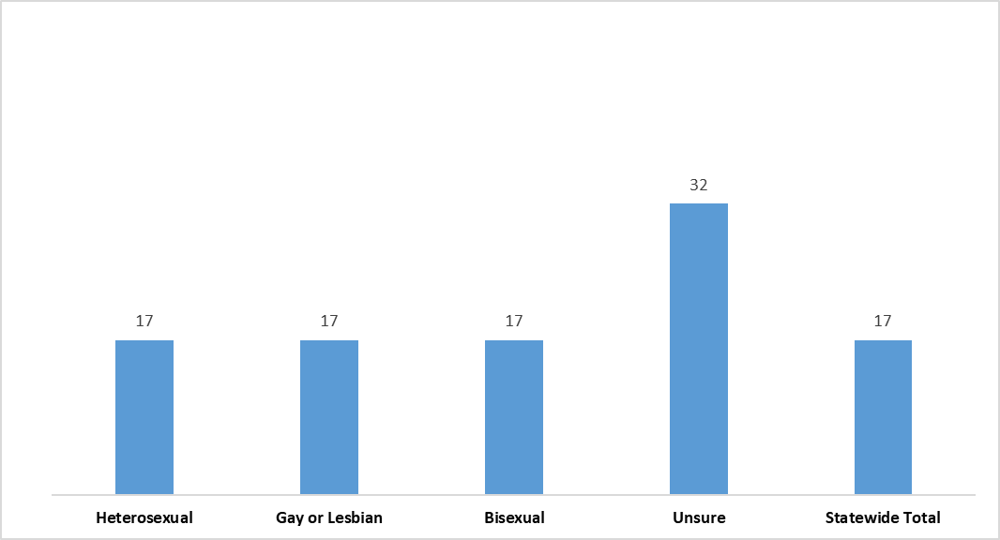 32
17
17
17
17
Heterosexual
Gay or Lesbian
Bisexual
Unsure
Statewide Total